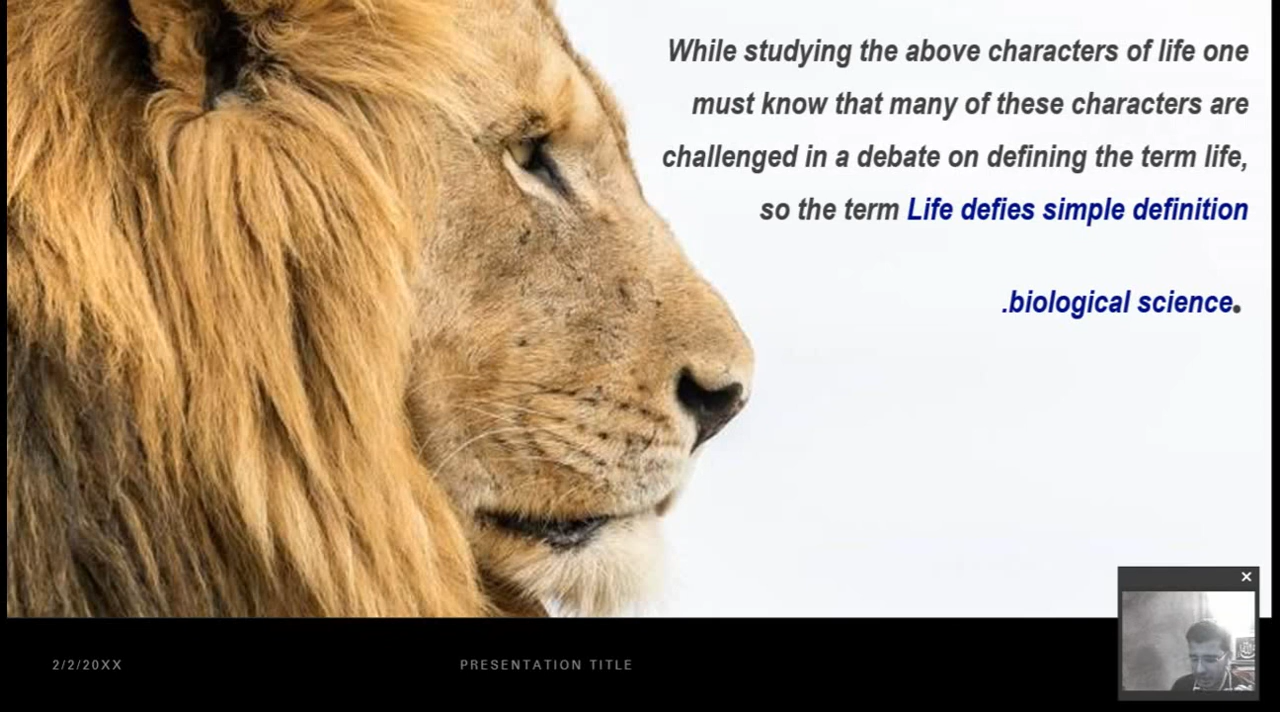 While studying the above characters of life one
must know that many of these characters are
challenged in a debate on defining the term life,
so the term Life defies simple definition
.biological science.
2/2/20XX
PRESENTATION TITLE